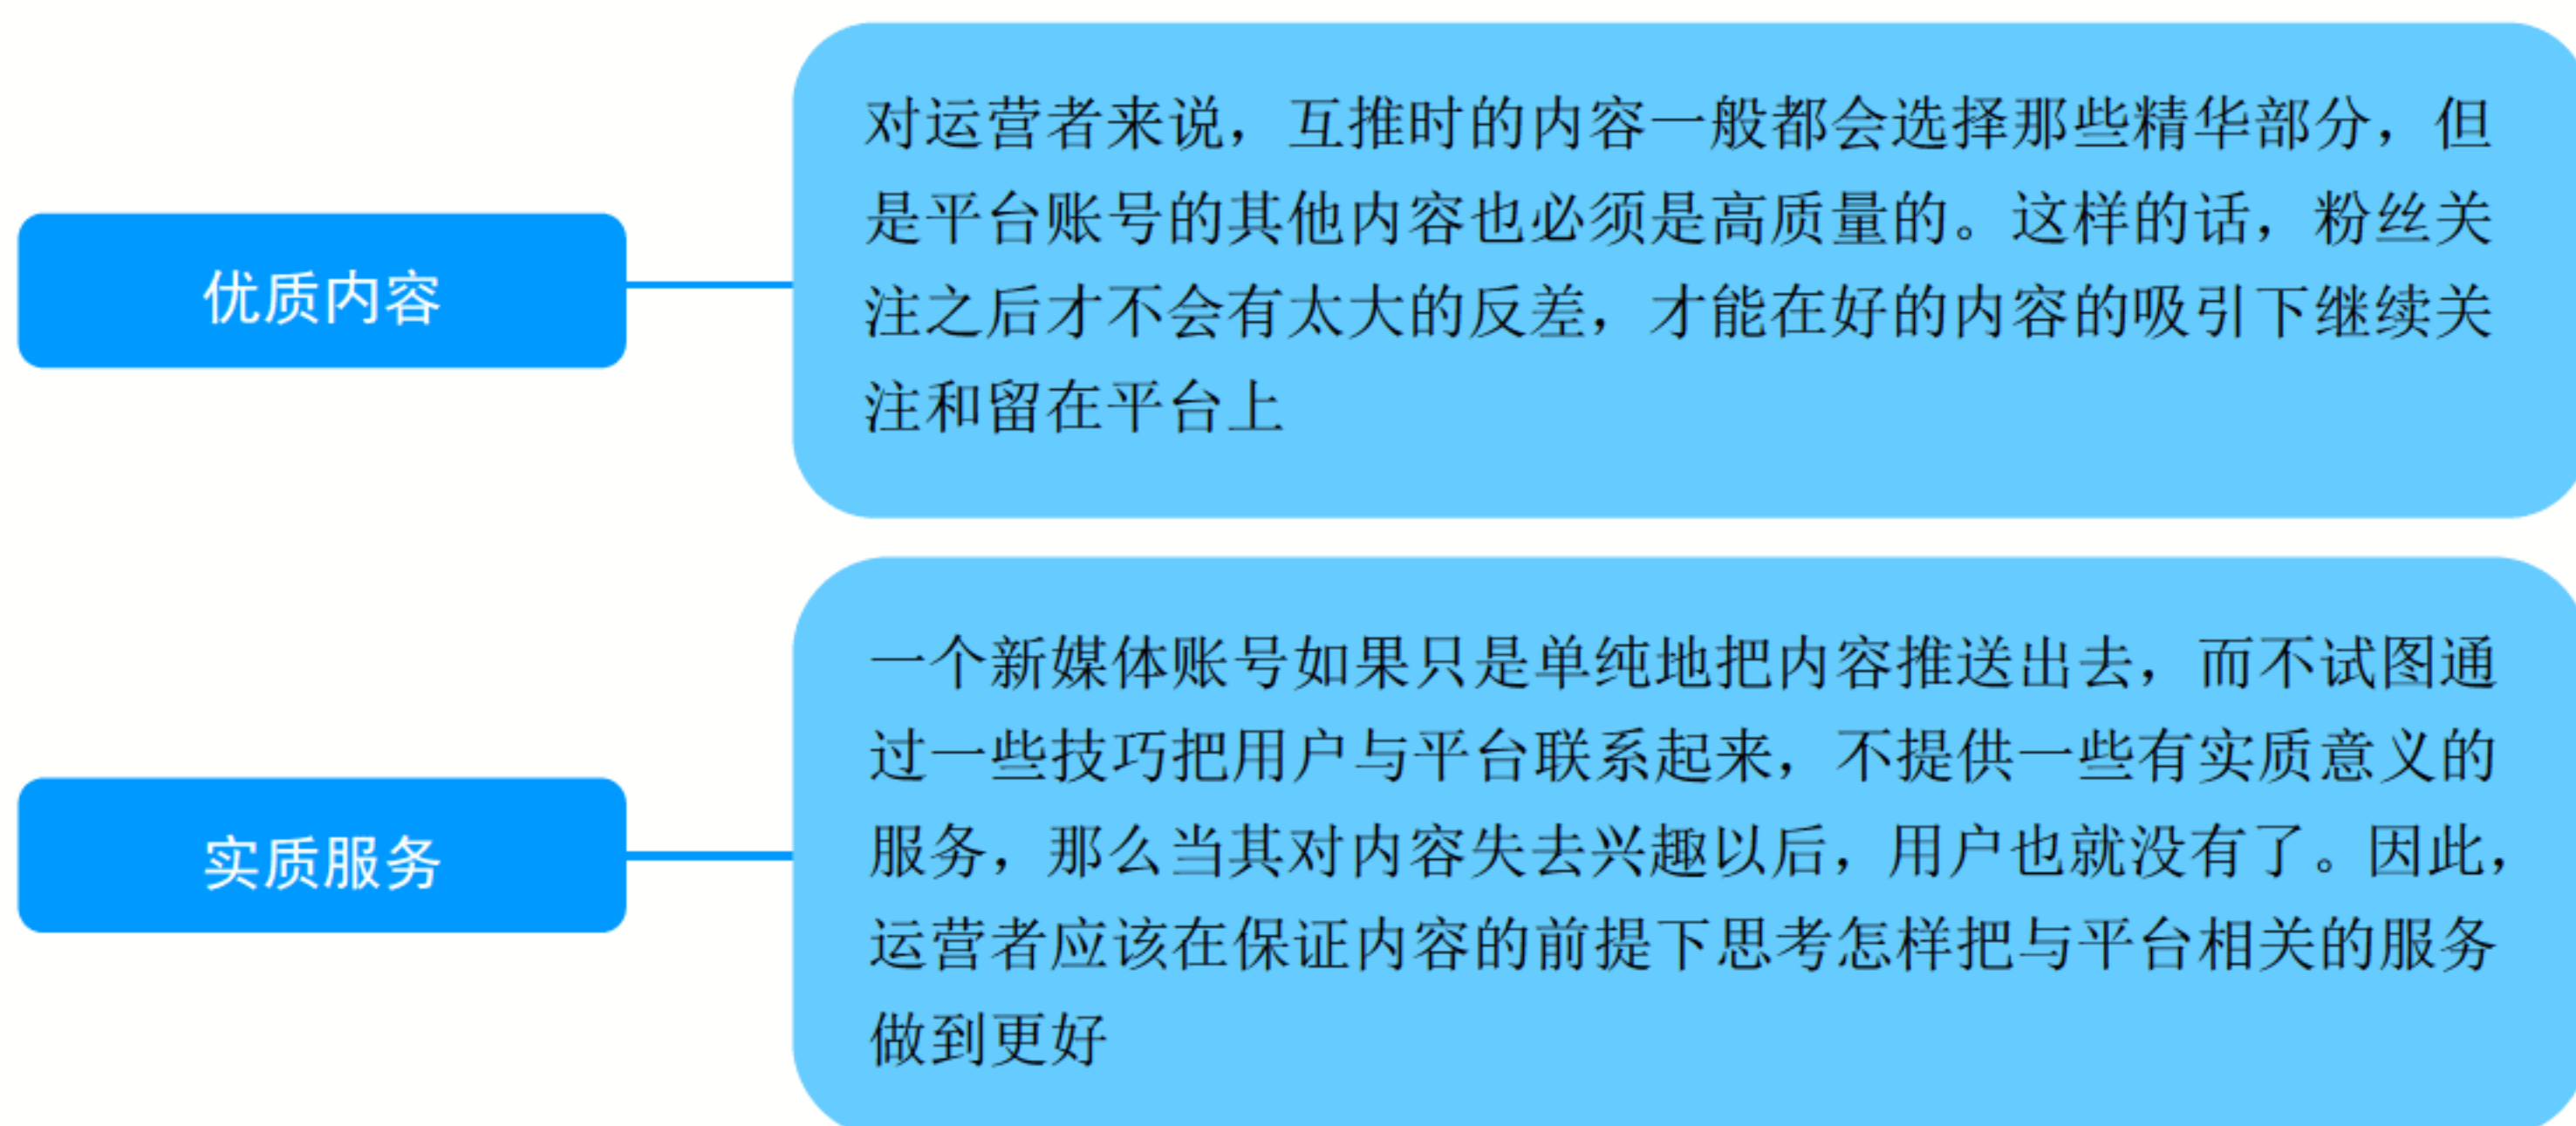 优质内容
对运营者来说，互推时的内容一般都会选择那些精华部分，但
是平台账号的其他内容也必须是高质量的。这样的话，粉丝关
注之后才不会有太大的反差，才能在好的内容的吸引下继续关
注和留在平台上
实质服务
一个新媒体账号如果只是单纯地把内容推送出去，而不试图通
过一些技巧把用户与平台联系起来，不提供一些有实质意义的
服务，那么当其对内容失去兴趣以后，用户也就没有了。因此，
运营者应该在保证内容的前提下思考怎样把与平台相关的服务
做到更好